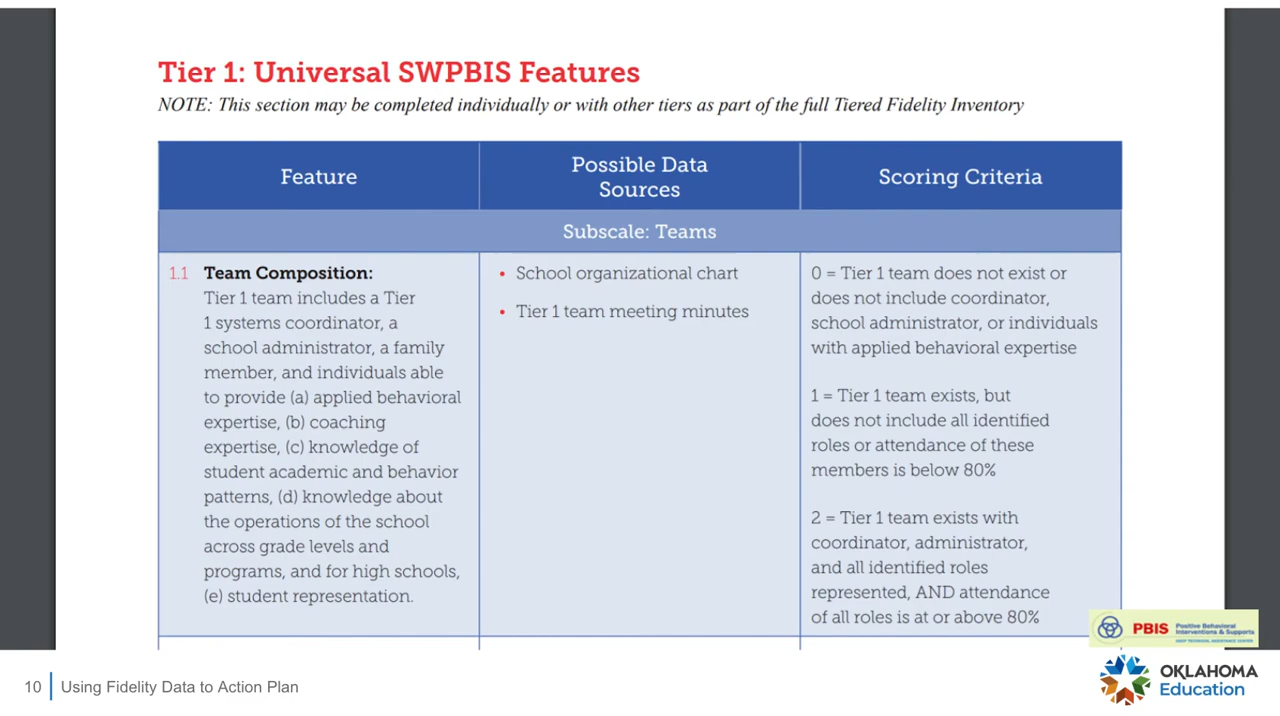 Tier 1: Universal SWPBIS Features
NOTE: This section may be completed individually or with other tiers as part of the full Tiered Fidelity Inventory
Feature
Possible Data
Sources
Scoring Criteria
Subscale: Teams
1.1 Team Composition:
Tier 1 team includes a Tier
1 systems coordinator, a
school administrator, a family
member, and individuals able
to provide (a) applied behavioral
expertise, (b) coaching
expertise, (c) knowledge of
student academic and behavior
patterns, (d) knowledge about
the operations of the school
across grade levels and
programs, and for high schools,
(e) student representation.
• School organizational chart
• Tier 1 team meeting minutes
0 = Tier 1 team does not exist or
does not include coordinator,
school administrator, or individuals
with applied behavioral expertise
1 = Tier 1 team exists, but
does not include all identified
roles or attendance of these
members is below 80%
2 = Tier 1 team exists with
coordinator, administrator,
and all identified roles
represented, AND attendance
of all roles is at or above 80%
PBIS
Positive Behavioral
Interventions & Supports
OSEP TECHNICAL ASSISTANCE CENTER
10
Using Fidelity Data to Action Plan
OKLAHOMA
Education